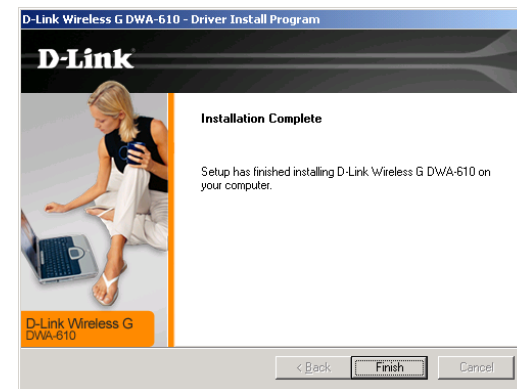 D-Link Wireless G DWA-610 - Driver Install Program
D-Link
Installation Complete
Setup has finished installing D-Link Wireless G DWA-610 on
your computer.
D-Link Wireless G
DWA-610
< Back
Finish
Cancel